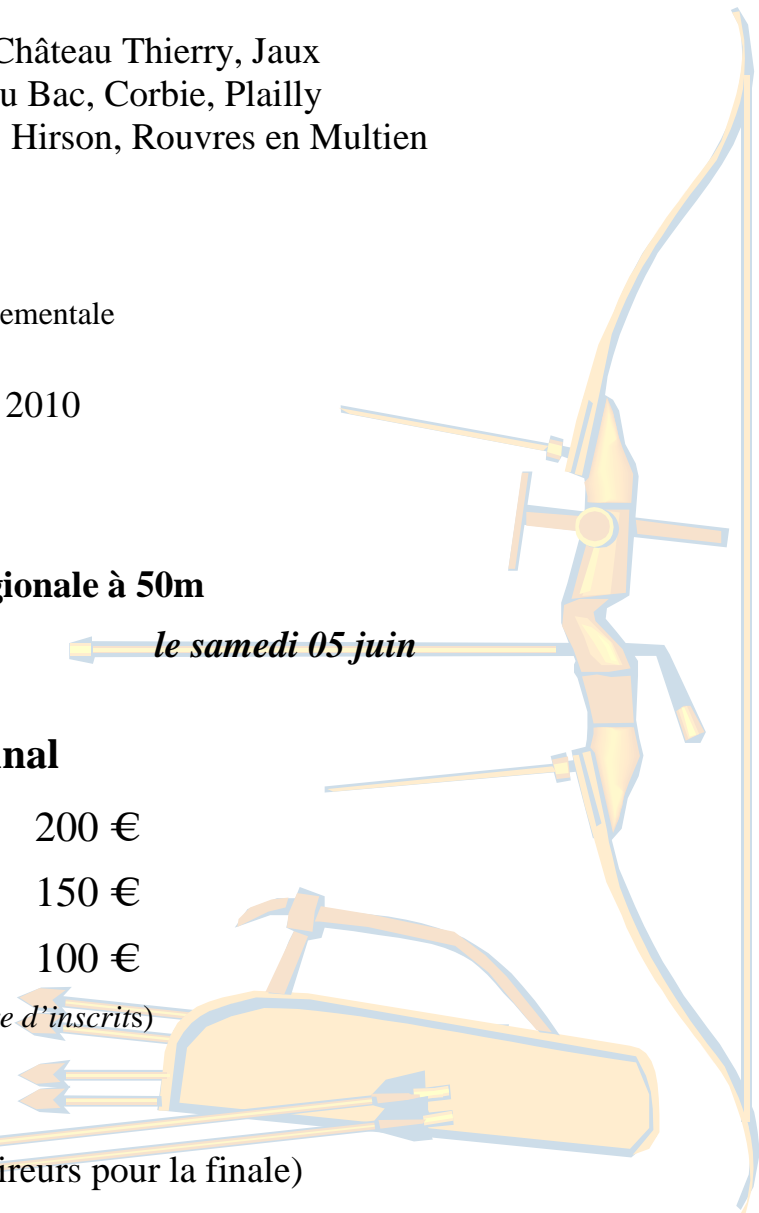 Château Thierry, Jaux
u Bac, Corbie, Plailly
Hirson, Rouvres en Multien
ementale
2010
gionale à 50m
le samedi 05 juin
inal
200 €
150 €
100 €
e d'inscrits)
ireurs pour la finale)